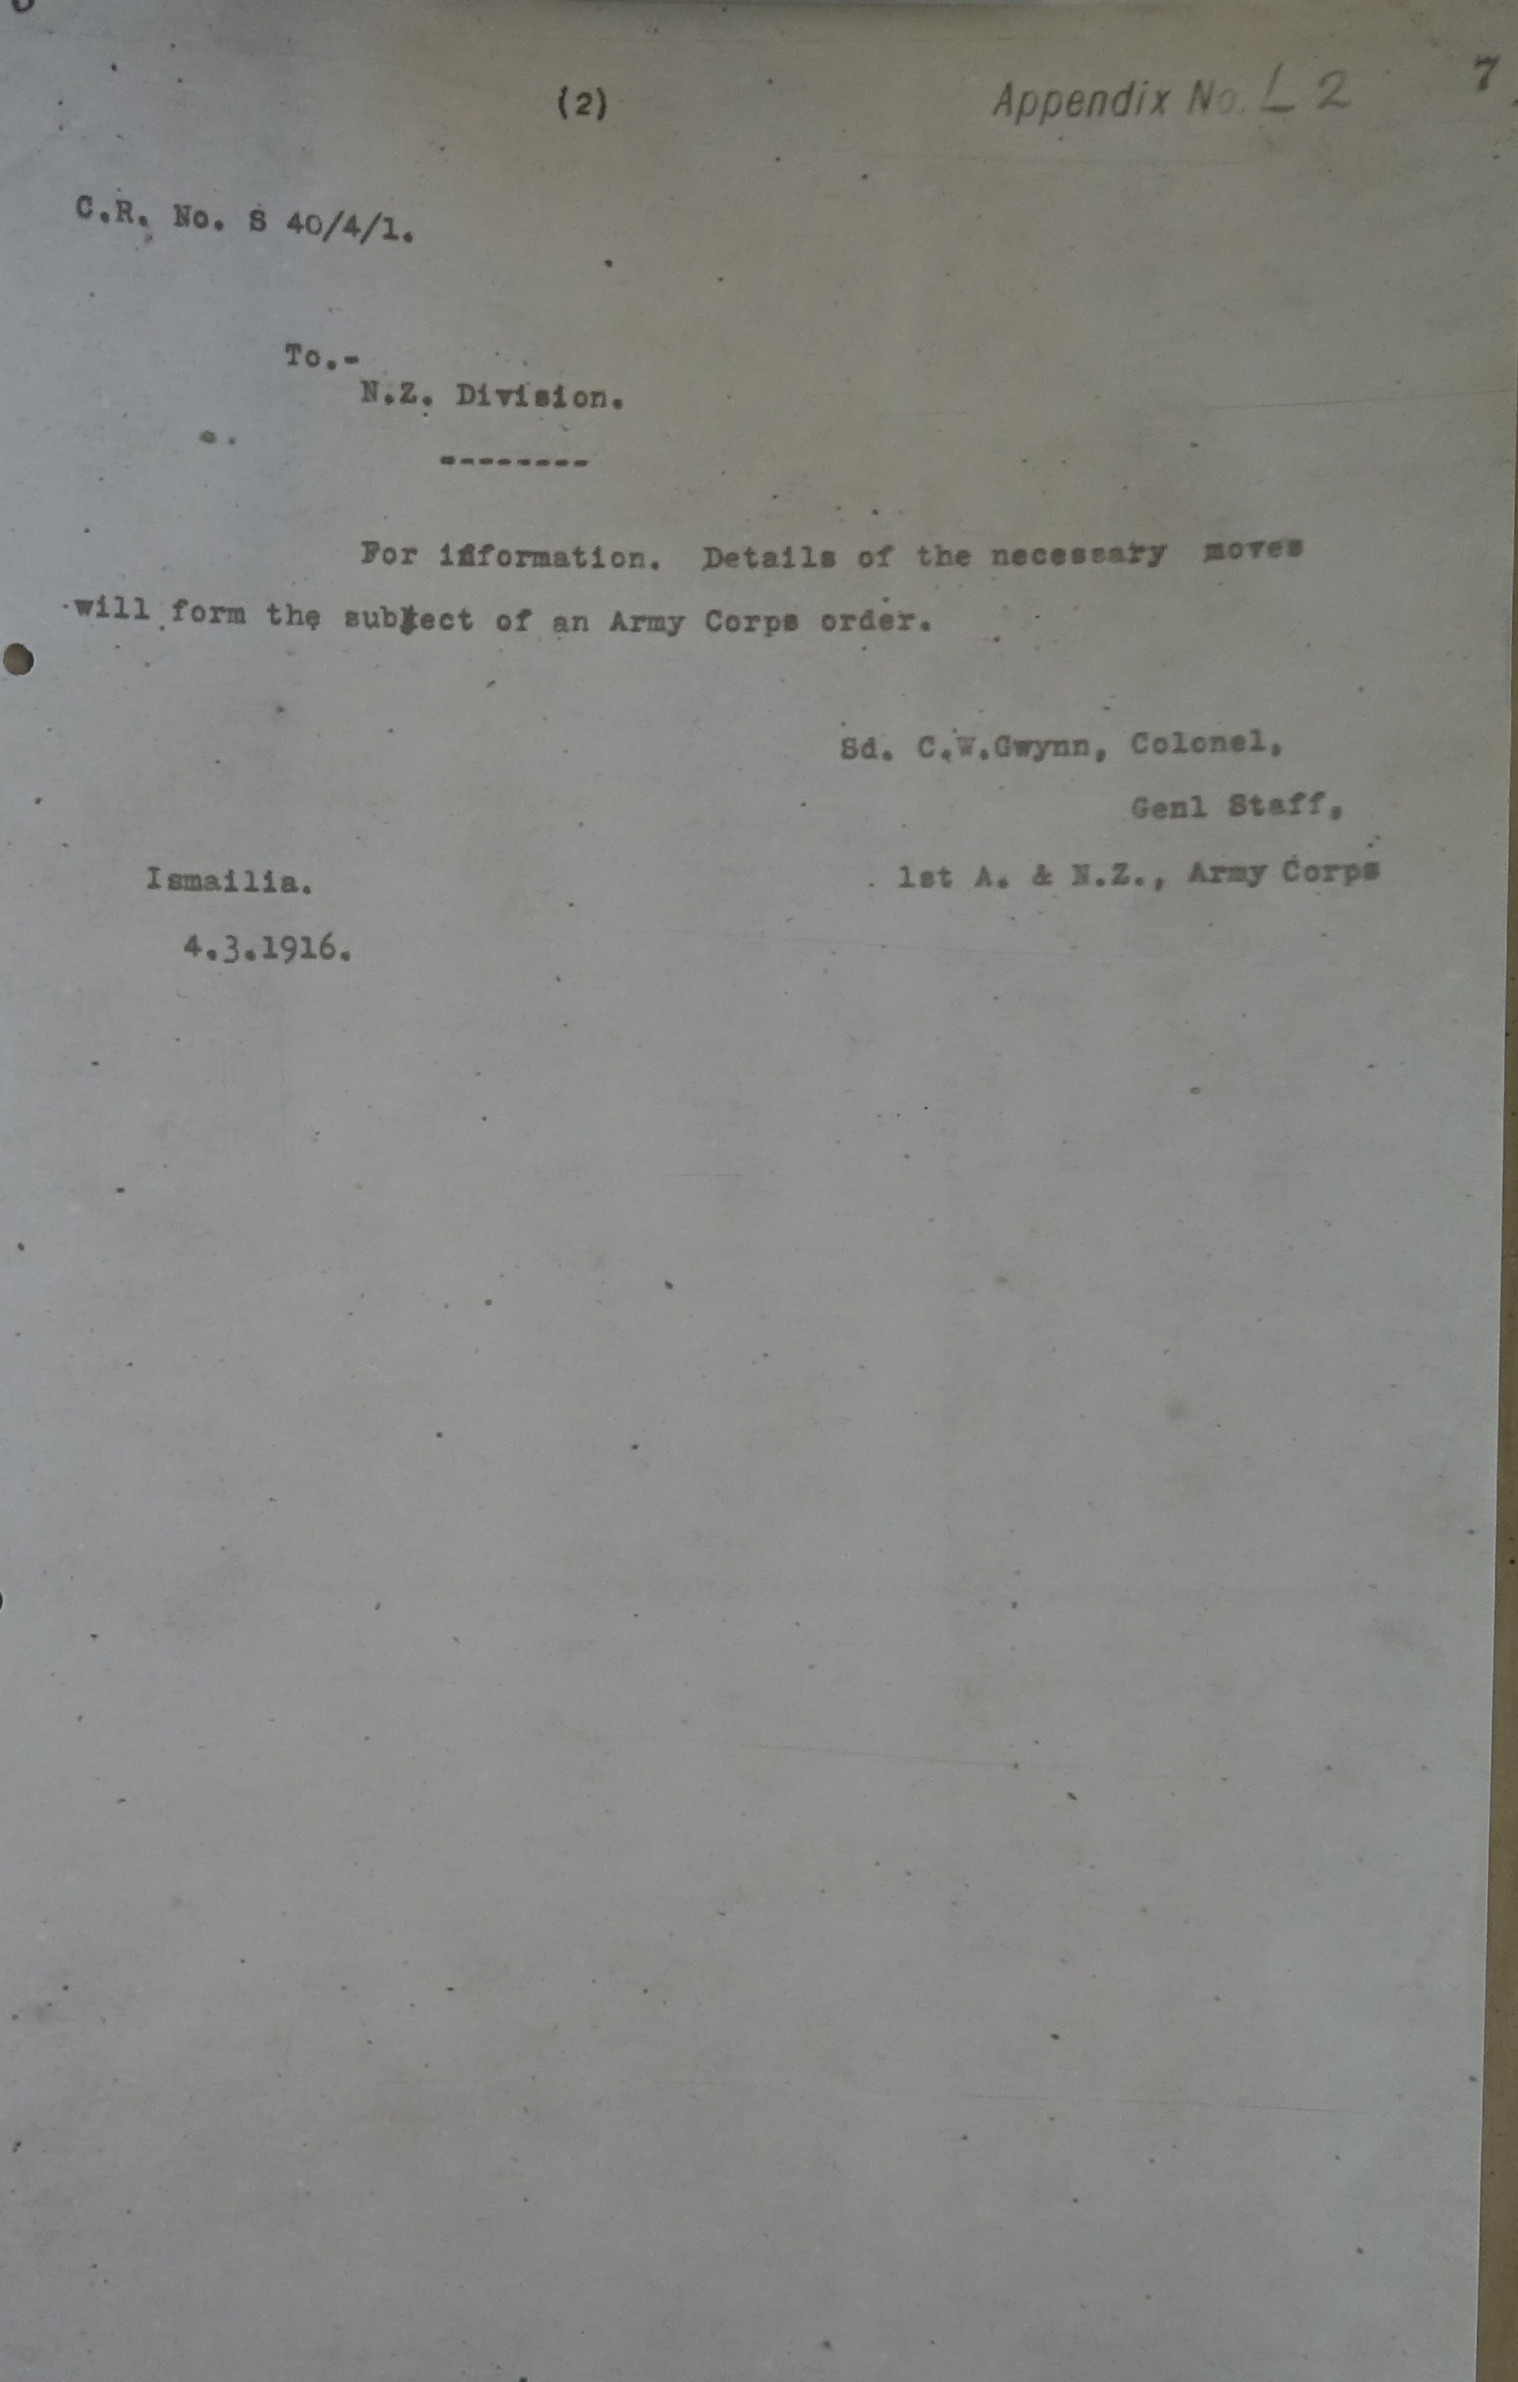 (2)
Appendix No. L 2
7
C.R. No. S 40/4/1.
To.-
N.Z. Division.
--------
For information. Details of the necessary moves
will form the subject of an Army Corps order.
Sd. C.W.Gwynn, Colonel,
Genl Staff,
1st A. & N.Z., Army Corps
Ismailia.
4.3.1916.